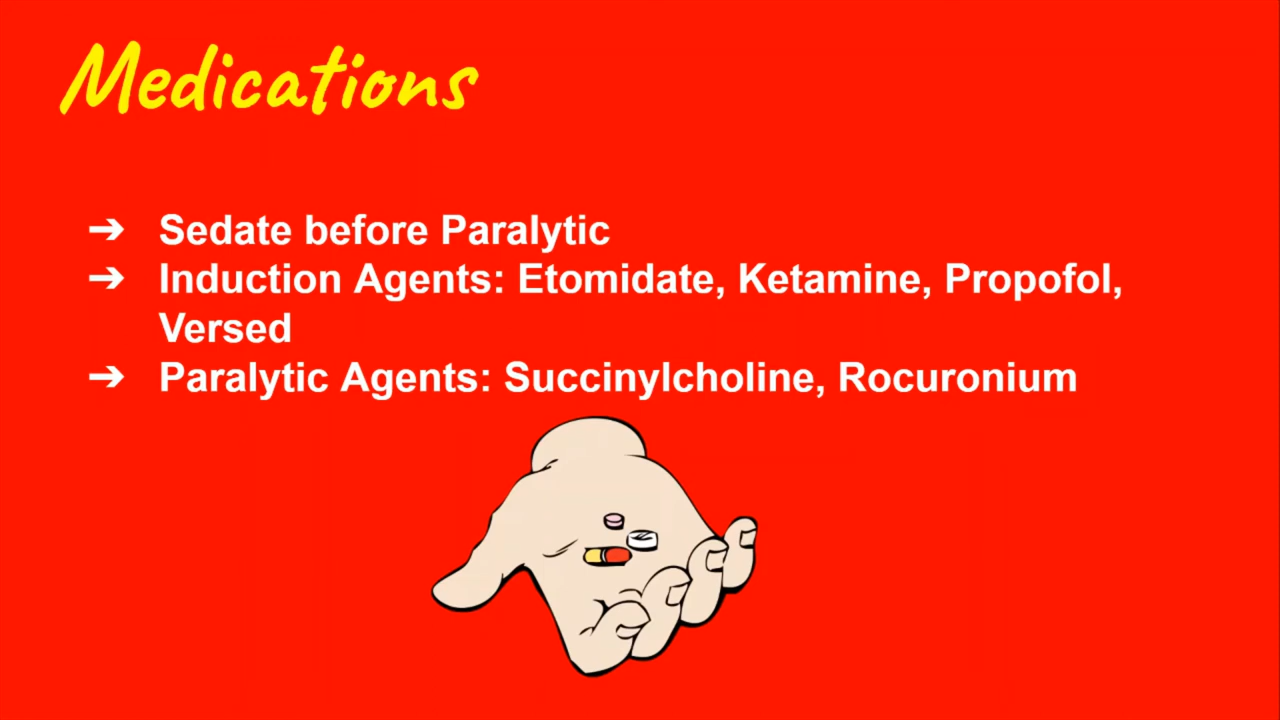 Medications
➔ Sedate before Paralytic
➔ Induction Agents: Etomidate, Ketamine, Propofol,
Versed
➔ Paralytic Agents: Succinylcholine, Rocuronium